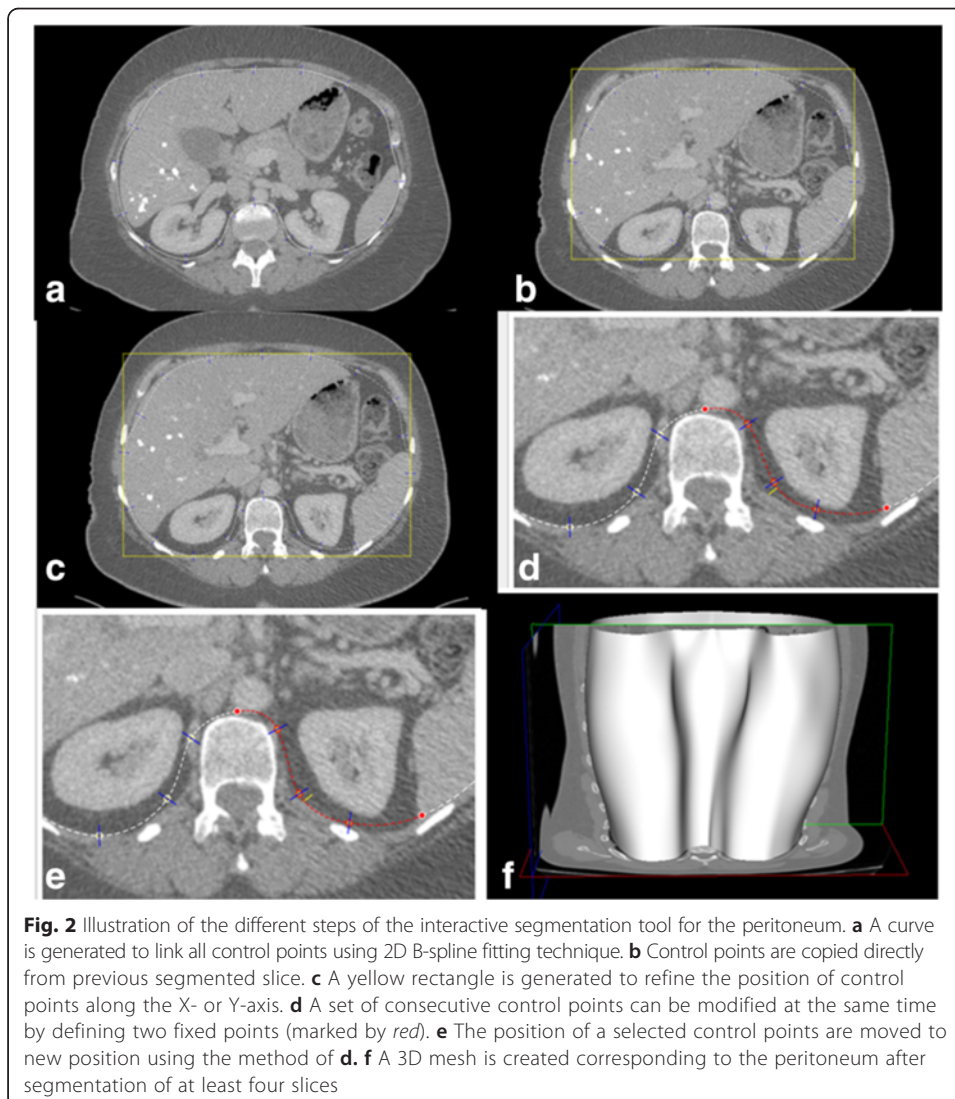 a
b
c
d
e
f
Fig. 2 Illustration of the different steps of the interactive segmentation tool for the peritoneum. a A curve
is generated to link all control points using 2D B-spline fitting technique. b Control points are copied directly
from previous segmented slice. c A yellow rectangle is generated to refine the position of control
points along the X- or Y-axis. d A set of consecutive control points can be modified at the same time
by defining two fixed points (marked by red). e The position of a selected control points are moved to
new position using the method of d. f A 3D mesh is created corresponding to the peritoneum after
segmentation of at least four slices